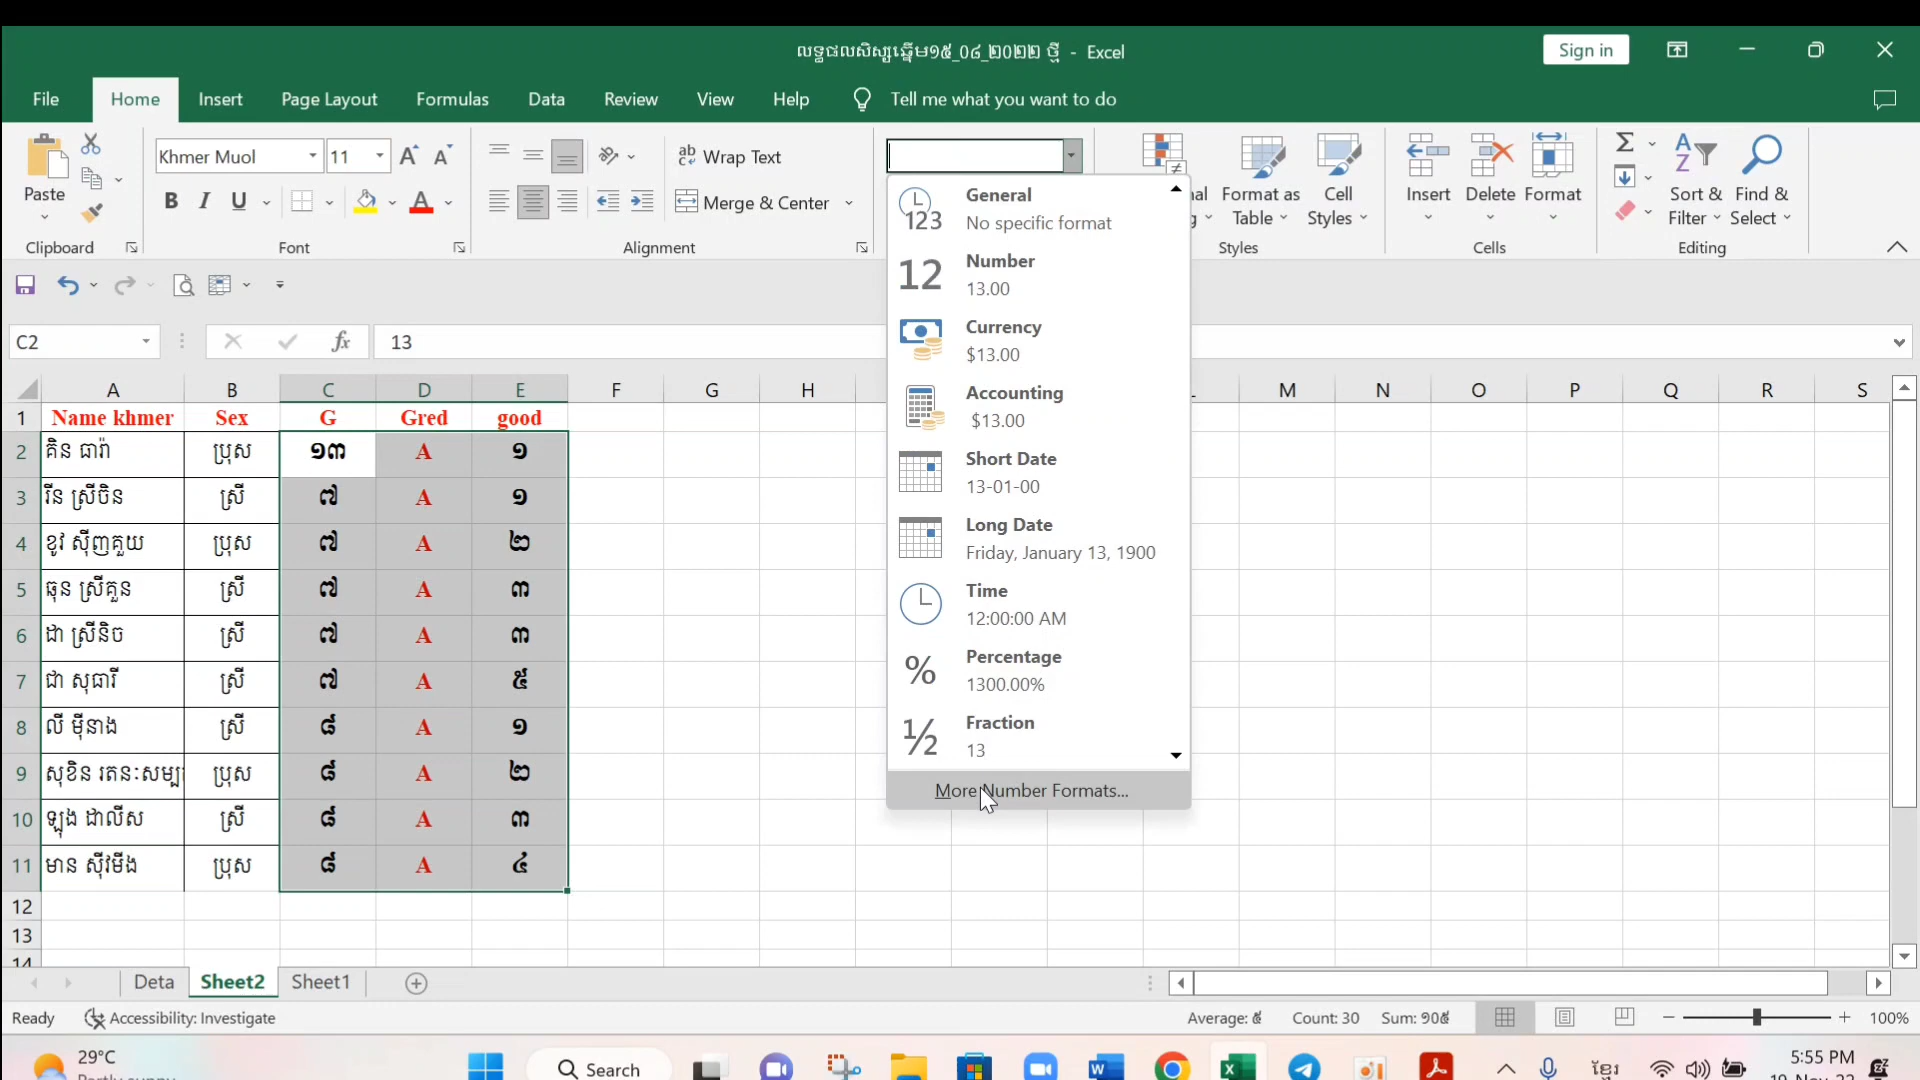 លទ្ធផលសិស្សឆ្នើម១៥_០៤_២០២២ ថ្មី - Excel
Sign in
File Home Insert Page Layout Formulas Data Review View Help Tell me what you want to do
Khmer Muol 11
Wrap Text
Paste
B I U
Merge & Center
Format as Table
Cell Styles
Insert Delete Format
Sort & Filter
Find & Select
Clipboard Font Alignment Styles Cells Editing
General
No specific format
Number
13.00
Currency
$13.00
Accounting
$13.00
Short Date
13-01-00
Long Date
Friday, January 13, 1900
Time
12:00:00 AM
Percentage
1300.00%
Fraction
13
More Number Formats...
C2 fx 13
A B C D E F G H M N O P Q R S
1 Name khmer Sex G Gred good
2 គិន ធារ៉ា ប្រុស ១៣ A ១
3 រីន ស្រីចិន ស្រី ៧ A ១
4 ខូវ ស៊ីញគួយ ប្រុស ៧ A ២
5 ឆុន ស្រីគួន ស្រី ៧ A ៣
6 ដា ស្រីនិច ស្រី ៧ A ៣
7 ជា សុធារី ស្រី ៧ A ៥
8 លី ម៉ីនាង ស្រី ៨ A ១
9 សុខិន រតនៈសម្ប ប្រុស ៨ A ២
10 ឡុង ដាលីស ស្រី ៨ A ៣
11 មាន ស៊ីវមីង ប្រុស ៨ A ៤
12
13
14
Deta Sheet2 Sheet1
Ready Accessibility: Investigate Average: ៥ Count: 30 Sum: ១០៥ 100%
29°C
Partly sunny
Search
ខ្មែរ
5:55 PM